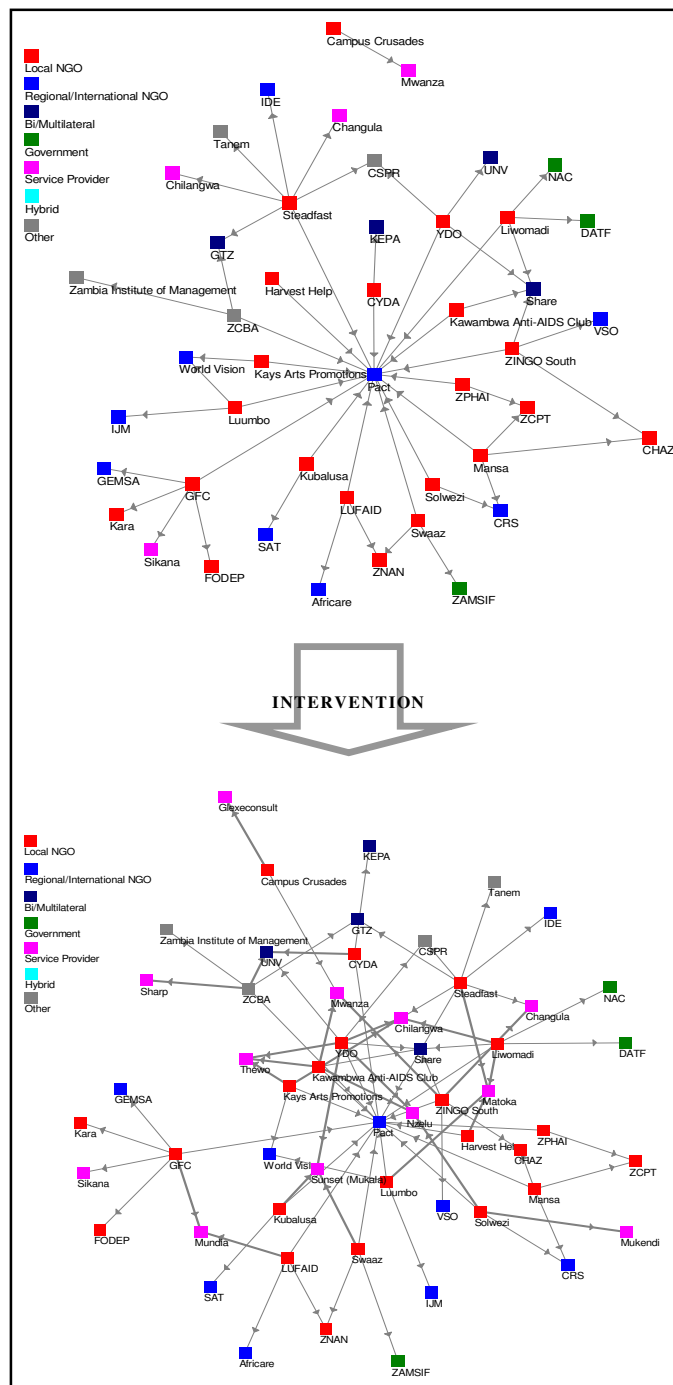 Campus Crusades
Mwanza
Local NGO
Regional/International NGO
Bi/Multilateral
Government
Service Provider
Hybrid
Other
IDE
Changula
Tanem
CSPR
UNV
NAC
Chilangwa
Steadfast
YDO
Liwomadi
DATF
GTZ
KEPA
Zambia Institute of Management
Harvest Help
CYDA
Share
ZCBA
Kawambwa Anti-AIDS Club
VSO
World Vision
Kays Arts Promotions
Pact
ZINGO South
IJM
Luumbo
ZPHAI
ZCPT
CHAZ
GEMSA
GFC
Kubalusa
Mansa
Kara
LUFAID
Solwezi
CRS
Sikana
SAT
Swaaz
FODEP
ZNAN
Africare
ZAMSIF
INTERVENTION
Glexeconsult
Local NGO
Regional/International NGO
Bi/Multilateral
Government
Service Provider
Hybrid
Other
KEPA
Campus Crusades
Tanem
IDE
Zambia Institute of Management
GTZ
CSPR
UNV
CYDA
Sharp
ZCBA
Mwanza
Steadfast
NAC
Chilangwa
Changula
Thewo
YDO
Share
Liwomadi
DATF
Kawambwa Anti-AIDS Club
GEMSA
Kays Arts Promotions
Matoka
Kara
Nzelu
ZINGO South
Pact
Harvest Help
ZPHAI
GFC
World Vision
CHAZ
ZCPT
Sikana
Sunset (Mukala)
Luumbo
Mansa
FODEP
Kubalusa
VSO
Solwezi
Mundia
Mukendi
LUFAID
Swaaz
CRS
SAT
IJM
ZNAN
Africare
ZAMSIF